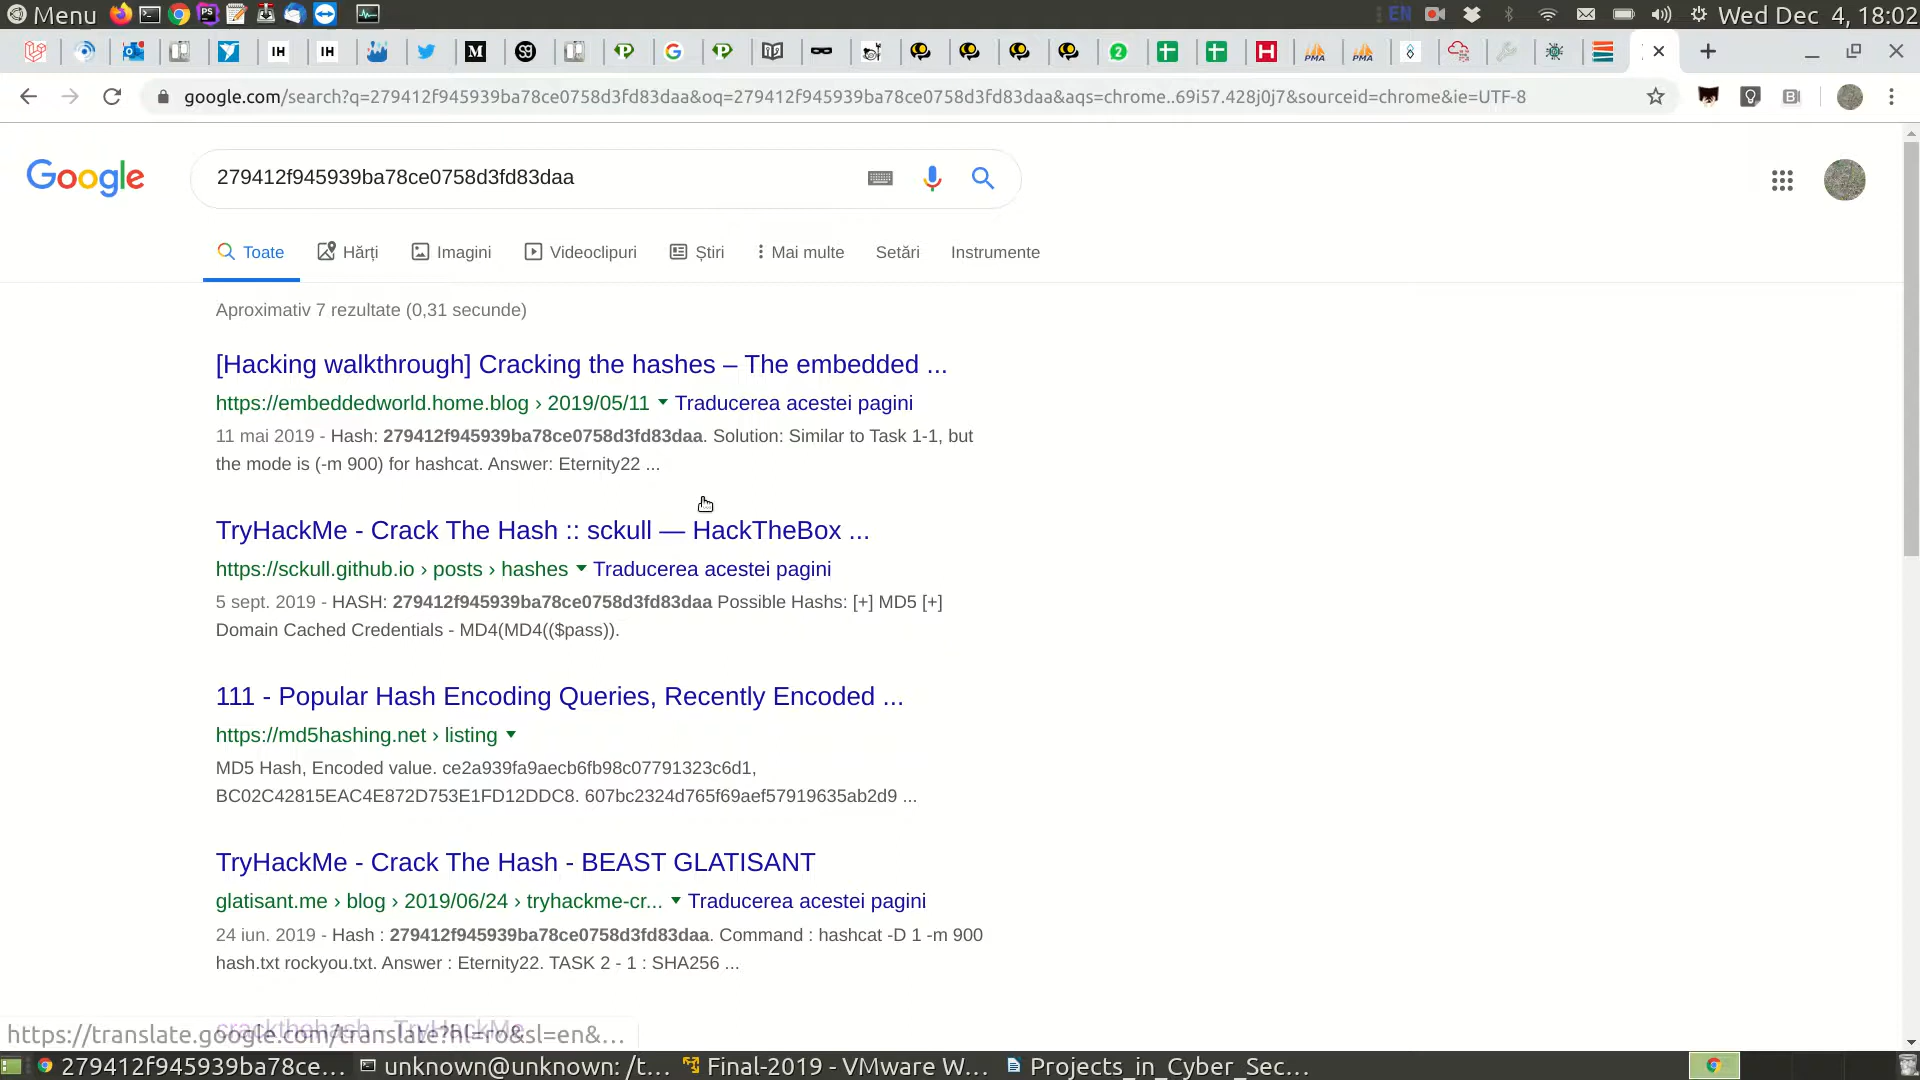 Menu
EN
Wed Dec 4, 18:02
IH
IH
M
2
H
PMA
PMA
google.com/search?q=279412f945939ba78ce0758d3fd83daa&oq=279412f945939ba78ce0758d3fd83daa&aqs=chrome..69i57.428j0j7&sourceid=chrome&ie=UTF-8
Google
279412f945939ba78ce0758d3fd83daa
Toate
Hărți
Imagini
Videoclipuri
Știri
Mai multe
Setări
Instrumente
Aproximativ 7 rezultate (0,31 secunde)
[Hacking walkthrough] Cracking the hashes – The embedded ...
https://embeddedworld.home.blog › 2019/05/11 Traducerea acestei pagini
11 mai 2019 - Hash: 279412f945939ba78ce0758d3fd83daa. Solution: Similar to Task 1-1, but
the mode is (-m 900) for hashcat. Answer: Eternity22 ...
TryHackMe - Crack The Hash :: sckull — HackTheBox ...
https://sckull.github.io › posts › hashes Traducerea acestei pagini
5 sept. 2019 - HASH: 279412f945939ba78ce0758d3fd83daa Possible Hashs: [+] MD5 [+]
Domain Cached Credentials - MD4(MD4(($pass)).
111 - Popular Hash Encoding Queries, Recently Encoded ...
https://md5hashing.net › listing
MD5 Hash, Encoded value. ce2a939fa9aecb6fb98c07791323c6d1,
BC02C42815EAC4E872D753E1FD12DDC8. 607bc2324d765f69aef57919635ab2d9 ...
TryHackMe - Crack The Hash - BEAST GLATISANT
glatisant.me › blog › 2019/06/24 › tryhackme-cr... Traducerea acestei pagini
24 iun. 2019 - Hash : 279412f945939ba78ce0758d3fd83daa. Command : hashcat -D 1 -m 900
hash.txt rockyou.txt. Answer : Eternity22. TASK 2 - 1 : SHA256 ...
crackthehash - TryHackMe
https://translate.google.com/translate?hl=ro&sl=en&...
279412f945939ba78ce...
unknown@unknown: /t...
Final-2019 - VMware W...
Projects_in_Cyber_Sec...